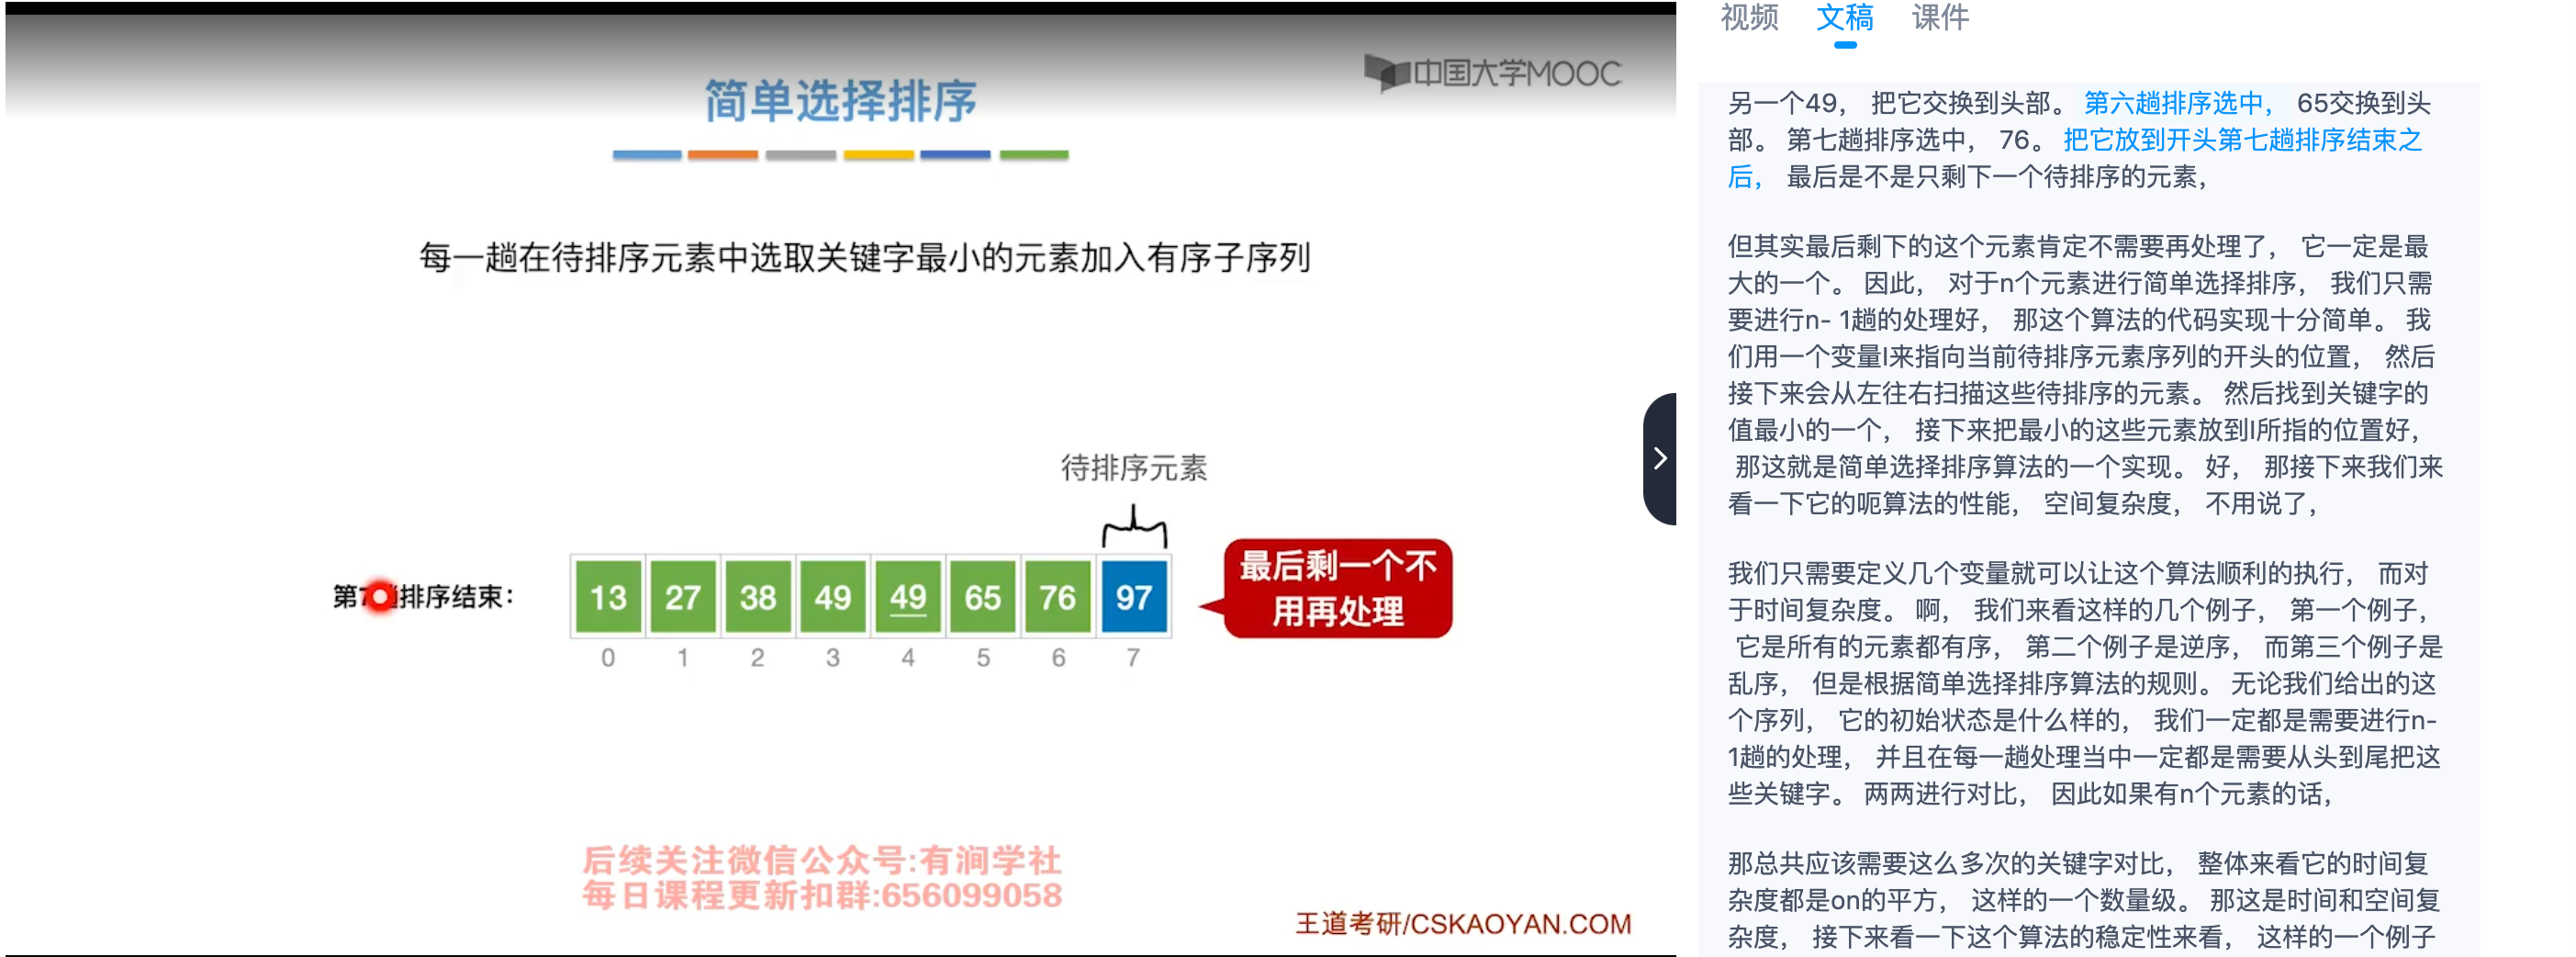 中国大学MOOC
简单选择排序
每一趟在待排序元素中选取关键字最小的元素加入有序子序列
待排序元素
第7趟排序结束：
13 27 38 49 49 65 76 97
0 1 2 3 4 5 6 7
最后剩一个不
用再处理
后续关注微信公众号:有涧学社
每日课程更新扣群:656099058
王道考研/CSKAOYAN.COM
视频 文稿 课件
另一个49， 把它交换到头部。 第六趟排序选中， 65交换到头
部。 第七趟排序选中， 76。 把它放到开头第七趟排序结束之
后， 最后是不是只剩下一个待排序的元素，
但其实最后剩下的这个元素肯定不需要再处理了， 它一定是最
大的一个。 因此， 对于n个元素进行简单选择排序， 我们只需
要进行n- 1趟的处理好， 那这个算法的代码实现十分简单。 我
们用一个变量I来指向当前待排序元素序列的开头的位置， 然后
接下来会从左往右扫描这些待排序的元素。 然后找到关键字的
值最小的一个， 接下来把最小的这些元素放到I所指的位置好，
那这就是简单选择排序算法的一个实现。 好， 那接下来我们来
看一下它的呃算法的性能， 空间复杂度， 不用说了，
我们只需要定义几个变量就可以让这个算法顺利的执行， 而对
于时间复杂度。 啊， 我们来看这样的几个例子， 第一个例子，
它是所有的元素都有序， 第二个例子是逆序， 而第三个例子是
乱序， 但是根据简单选择排序算法的规则。 无论我们给出的这
个序列， 它的初始状态是什么样的， 我们一定都是需要进行n-
1趟的处理， 并且在每一趟处理当中一定都是需要从头到尾把这
些关键字。 两两进行对比， 因此如果有n个元素的话，
那总共应该需要这么多次的关键字对比， 整体来看它的时间复
杂度都是on的平方， 这样的一个数量级。 那这是时间和空间复
杂度， 接下来看一下这个算法的稳定性来看， 这样的一个例子